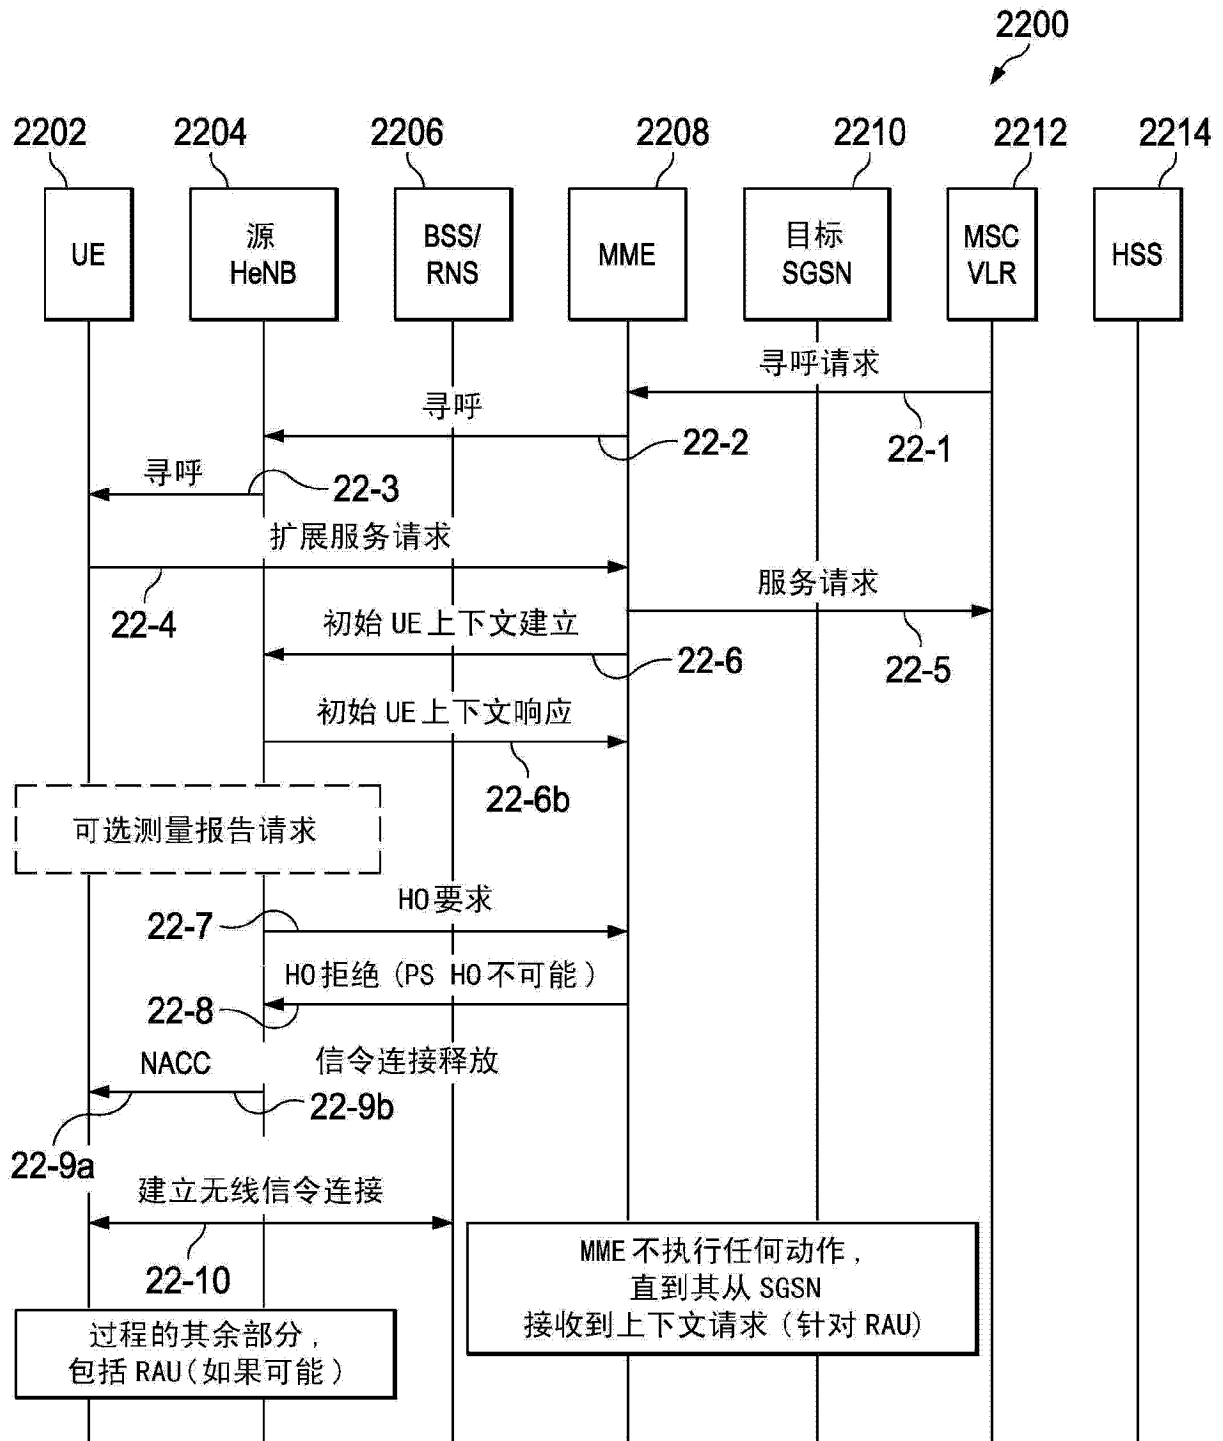 2200
2202
2204
2206
2208
2210
2212
2214
UE
源
HeNB
BSS/
RNS
MME
目标
SGSN
MSC
VLR
HSS
寻呼请求
22-1
寻呼
22-2
寻呼
22-3
扩展服务请求
22-4
服务请求
22-5
初始 UE 上下文建立
22-6
初始 UE 上下文响应
22-6b
可选测量报告请求
HO 要求
22-7
HO 拒绝 (PS HO 不可能)
22-8
NACC
信令连接释放
22-9b
22-9a
建立无线信令连接
22-10
MME 不执行任何动作,
直到其从 SGSN
接收到上下文请求 (针对 RAU)
过程的其余部分,
包括 RAU (如果可能)